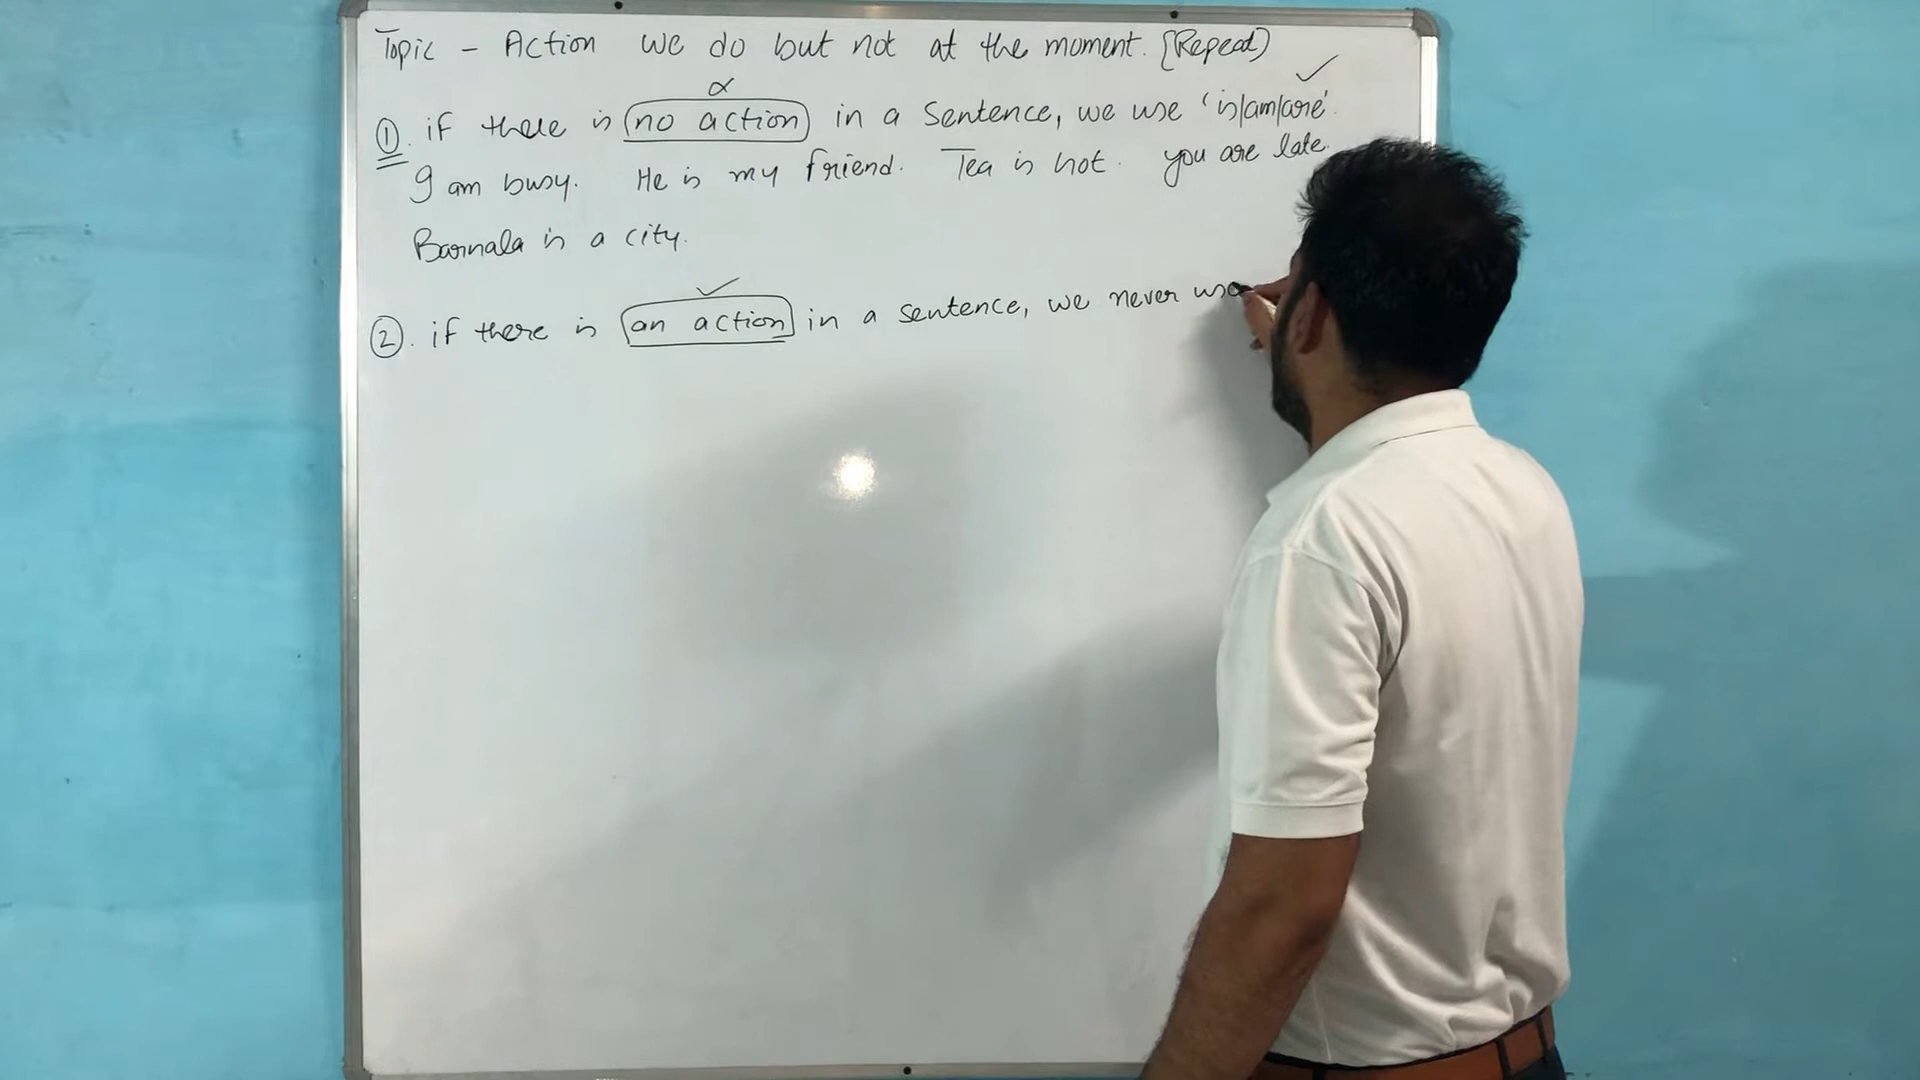 Topic - Action we do but not at the moment. (Repeat)
①. if there is no action in a sentence, we use 'is/am/are'.
I am busy. He is my friend. Tea is hot. you are late.
Barnala is a city.
②. if there is an action in a sentence, we never use